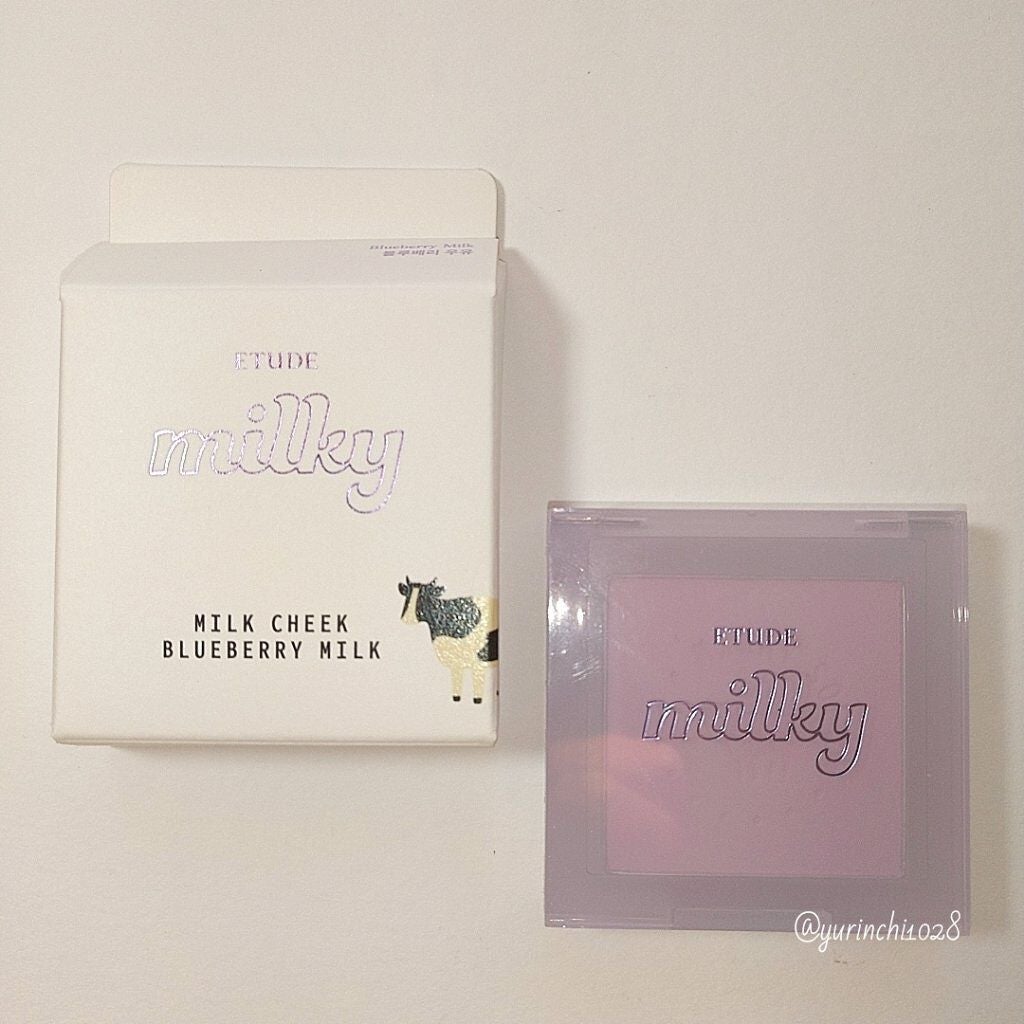 Blueberry Milk
블루베리 우유
ETUDE
milky
MILK CHEEK
BLUEBERRY MILK
ETUDE
milky
@yurinchi1028